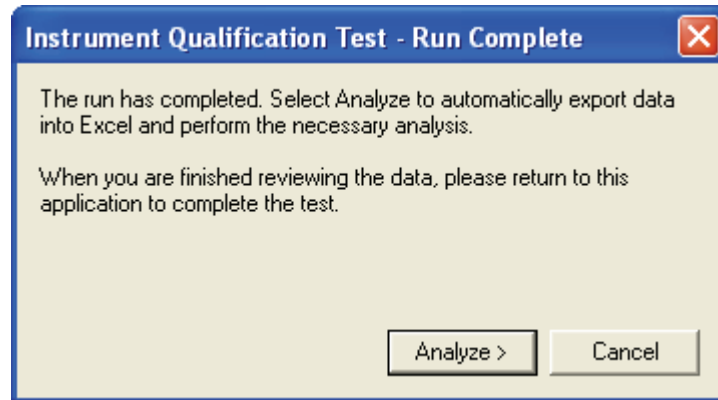 Instrument Qualification Test - Run Complete
The run has completed. Select Analyze to automatically export data
into Excel and perform the necessary analysis.
When you are finished reviewing the data, please return to this
application to complete the test.
Analyze >
Cancel